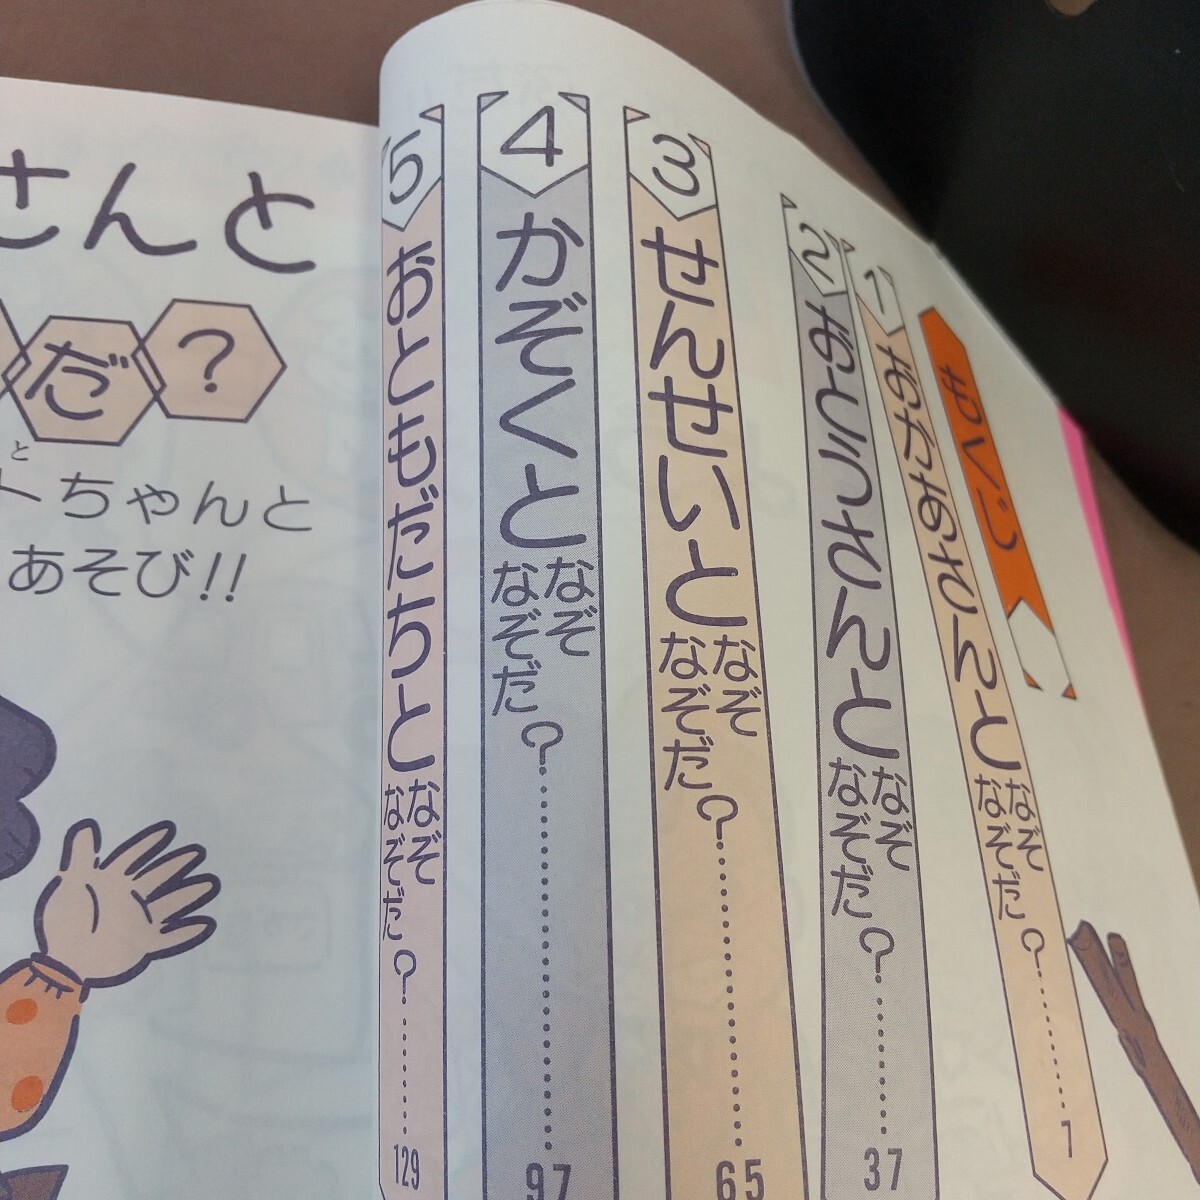 もくじ
1 おかあさんと なぞなぞだ?……7
2 おとうさんと なぞなぞだ?……37
3 せんせいと なぞなぞだ?……65
4 かぞくと なぞなぞだ?……97
5 おともだちと なぞなぞだ?……129
さんと
だ?
と
ちゃんと
あそび!!